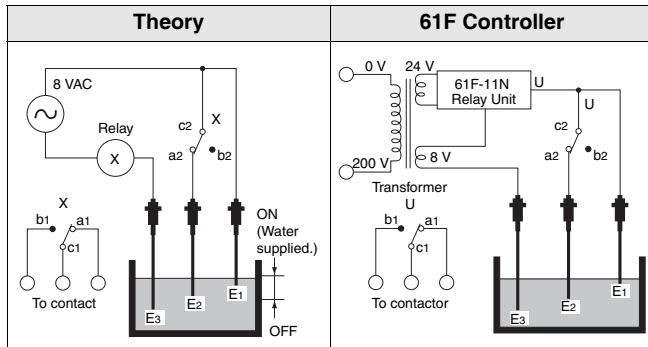 Theory
8 VAC
Relay
X
c2
X
a2
b2
X
b1
a1
c1
To contact
ON
(Water
supplied.)
E1
E2
E3
OFF
61F Controller
0 V
24 V
61F-11N
Relay Unit
U
U
c2
a2
b2
200 V
8 V
Transformer
U
b1
a1
c1
To contactor
E1
E2
E3